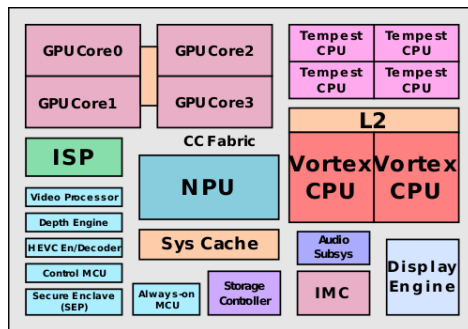 GPUCore0
GPUCore2
GPUCore1
GPUCore3
Tempest
CPU
Tempest
CPU
Tempest
CPU
Tempest
CPU
CC Fabric
L2
Vortex
CPU
Vortex
CPU
ISP
NPU
Video Processor
Depth Engine
HEVC En/Decoder
Control MCU
Secure Enclave
(SEP)
Sys Cache
Always-on
MCU
Storage
Controller
Audio
Subsys
IMC
Display
Engine